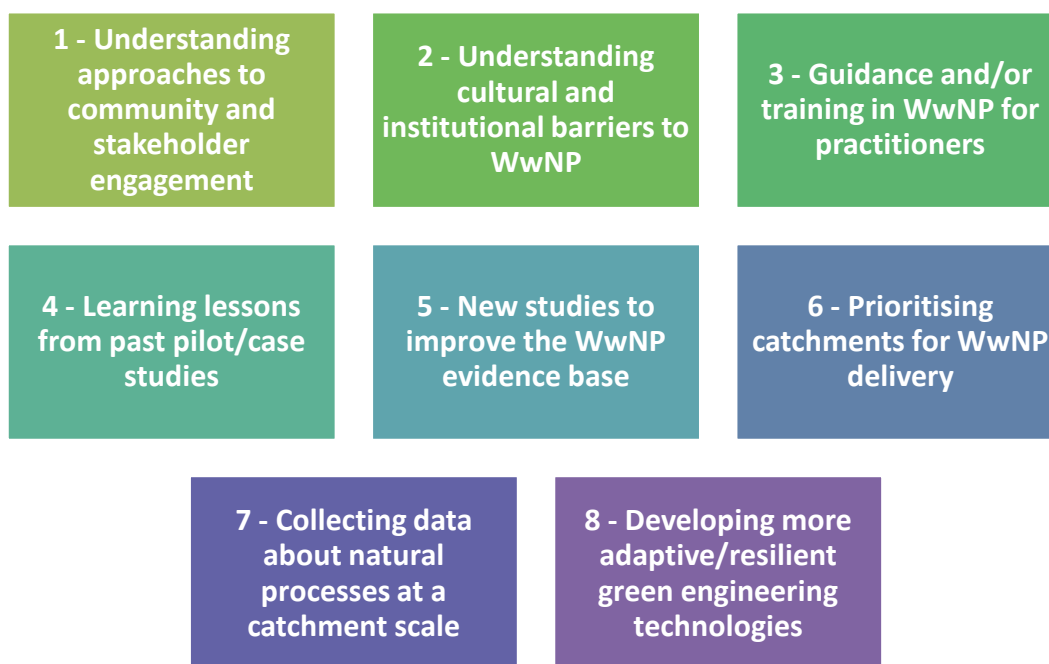 1 - Understanding
approaches to
community and
stakeholder
engagement
2 - Understanding
cultural and
institutional barriers to
WwNP
3 - Guidance and/or
training in WwNP for
practitioners
4 - Learning lessons
from past pilot/case
studies
5 - New studies to
improve the WwNP
evidence base
6 - Prioritising
catchments for WwNP
delivery
7 - Collecting data
about natural
processes at a
catchment scale
8 - Developing more
adaptive/resilient
green engineering
technologies